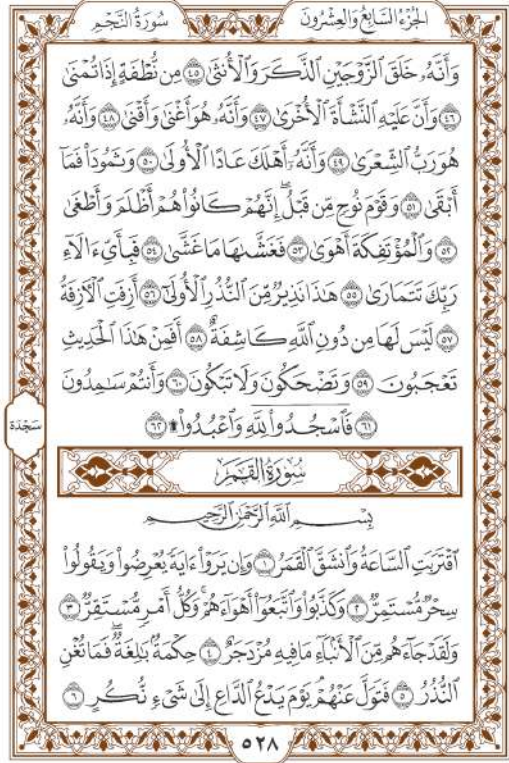 الجُزْءُ السَّابِعُ وَالعِشْرُونَ سُورَةُ النَّجْمِ
وَأَنَّهُۥ خَلَقَ ٱلزَّوْجَيْنِ ٱلذَّكَرَ وَٱلْأُنثَىٰ ٤٥ مِن نُّطْفَةٍ إِذَا تُمْنَىٰ
٤٦ وَأَنَّ عَلَيْهِ ٱلنَّشْأَةَ ٱلْأُخْرَىٰ ٤٧ وَأَنَّهُۥ هُوَ أَغْنَىٰ وَأَقْنَىٰ ٤٨ وَأَنَّهُۥ
هُوَ رَبُّ ٱلشِّعْرَىٰ ٤٩ وَأَنَّهُۥٓ أَهْلَكَ عَادًا ٱلْأُولَىٰ ٥٠ وَثَمُودَا۟ فَمَآ
أَبْقَىٰ ٥١ وَقَوْمَ نُوحٍ مِّن قَبْلُ ۖ إِنَّهُمْ كَانُوا۟ هُمْ أَظْلَمَ وَأَطْغَىٰ
٥٢ وَٱلْمُؤْتَفِكَةَ أَهْوَىٰ ٥٣ فَغَشَّىٰهَا مَا غَشَّىٰ ٥٤ فَبِأَىِّ ءَالَآءِ
رَبِّكَ تَتَمَارَىٰ ٥٥ هَٰذَا نَذِيرٌ مِّنَ ٱلنُّذُرِ ٱلْأُولَىٰٓ ٥٦ أَزِفَتِ ٱلْءَازِفَةُ
٥٧ لَيْسَ لَهَا مِن دُونِ ٱللَّهِ كَاشِفَةٌ ٥٨ أَفَمِنْ هَٰذَا ٱلْحَدِيثِ
تَعْجَبُونَ ٥٩ وَتَضْحَكُونَ وَلَا تَبْكُونَ ٦٠ وَأَنتُمْ سَٰمِدُونَ
٦١ فَٱسْجُدُوا۟ لِلَّهِ وَٱعْبُدُوا۟ ۩ ٦٢
سَجْدَة
سُورَةُ القَمَرِ
بِسْمِ ٱللَّهِ ٱلرَّحْمَٰنِ ٱلرَّحِيمِ
ٱقْتَرَبَتِ ٱلسَّاعَةُ وَٱنشَقَّ ٱلْقَمَرُ ١ وَإِن يَرَوْا۟ ءَايَةً يُعْرِضُوا۟ وَيَقُولُوا۟
سِحْرٌ مُّسْتَمِرٌّ ٢ وَكَذَّبُوا۟ وَٱتَّبَعُوٓا۟ أَهْوَآءَهُمْ ۚ وَكُلُّ أَمْرٍ مُّسْتَقِرٌّ ٣
وَلَقَدْ جَآءَهُم مِّنَ ٱلْأَنۢبَآءِ مَا فِيهِ مُزْدَجَرٌ ٤ حِكْمَةٌۢ بَٰلِغَةٌ ۖ فَمَا تُغْنِ
ٱلنُّذُرُ ٥ فَتَوَلَّ عَنْهُمْ ۘ يَوْمَ يَدْعُ ٱلدَّاعِ إِلَىٰ شَىْءٍ نُّكُرٍ ٦
٥٢٨